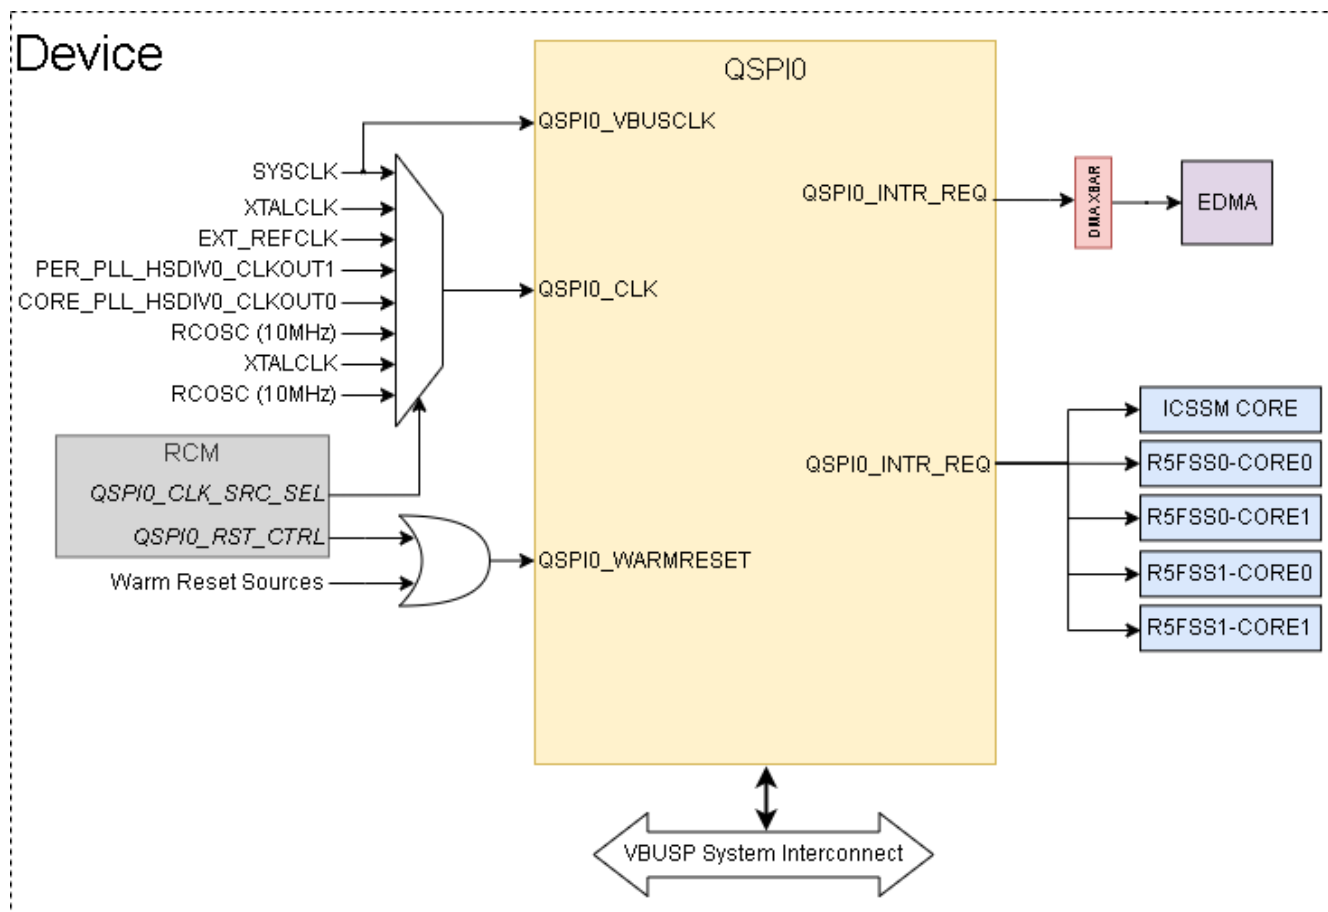 Device
QSPI0
QSPI0_VBUSCLK
SYSCLK
XTALCLK
EXT_REFCLK
PER_PLL_HSDIV0_CLKOUT1
CORE_PLL_HSDIV0_CLKOUT0
RCOSC (10MHz)
XTALCLK
RCOSC (10MHz)
QSPI0_CLK
RCM
QSPI0_CLK_SRC_SEL
QSPI0_RST_CTRL
Warm Reset Sources
QSPI0_WARMRESET
QSPI0_INTR_REQ
DMA XBAR
EDMA
QSPI0_INTR_REQ
ICSSM CORE
R5FSS0-CORE0
R5FSS0-CORE1
R5FSS1-CORE0
R5FSS1-CORE1
VBUSP System Interconnect